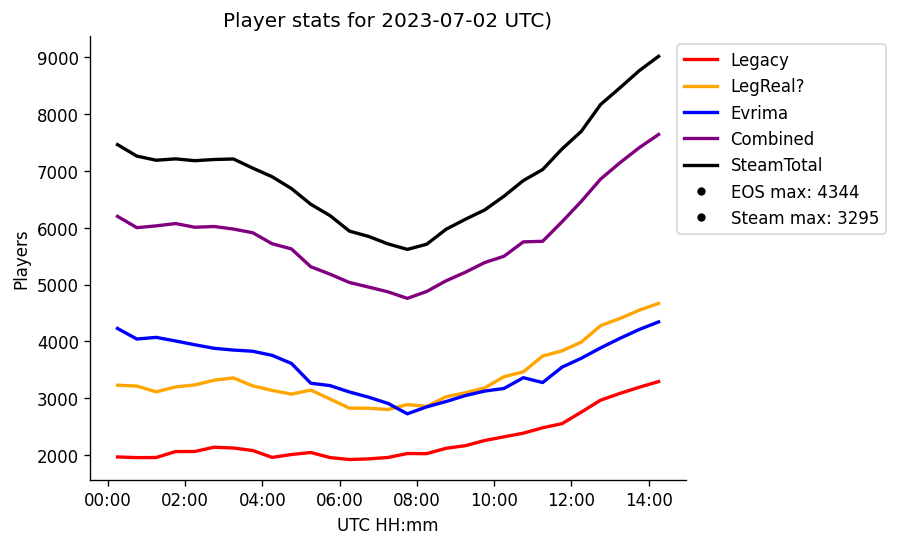 Player stats for 2023-07-02 UTC)
9000
8000
7000
6000
5000
4000
3000
2000
Players
00:00 02:00 04:00 06:00 08:00 10:00 12:00 14:00
UTC HH:mm
Legacy
LegReal?
Evrima
Combined
SteamTotal
EOS max: 4344
Steam max: 3295